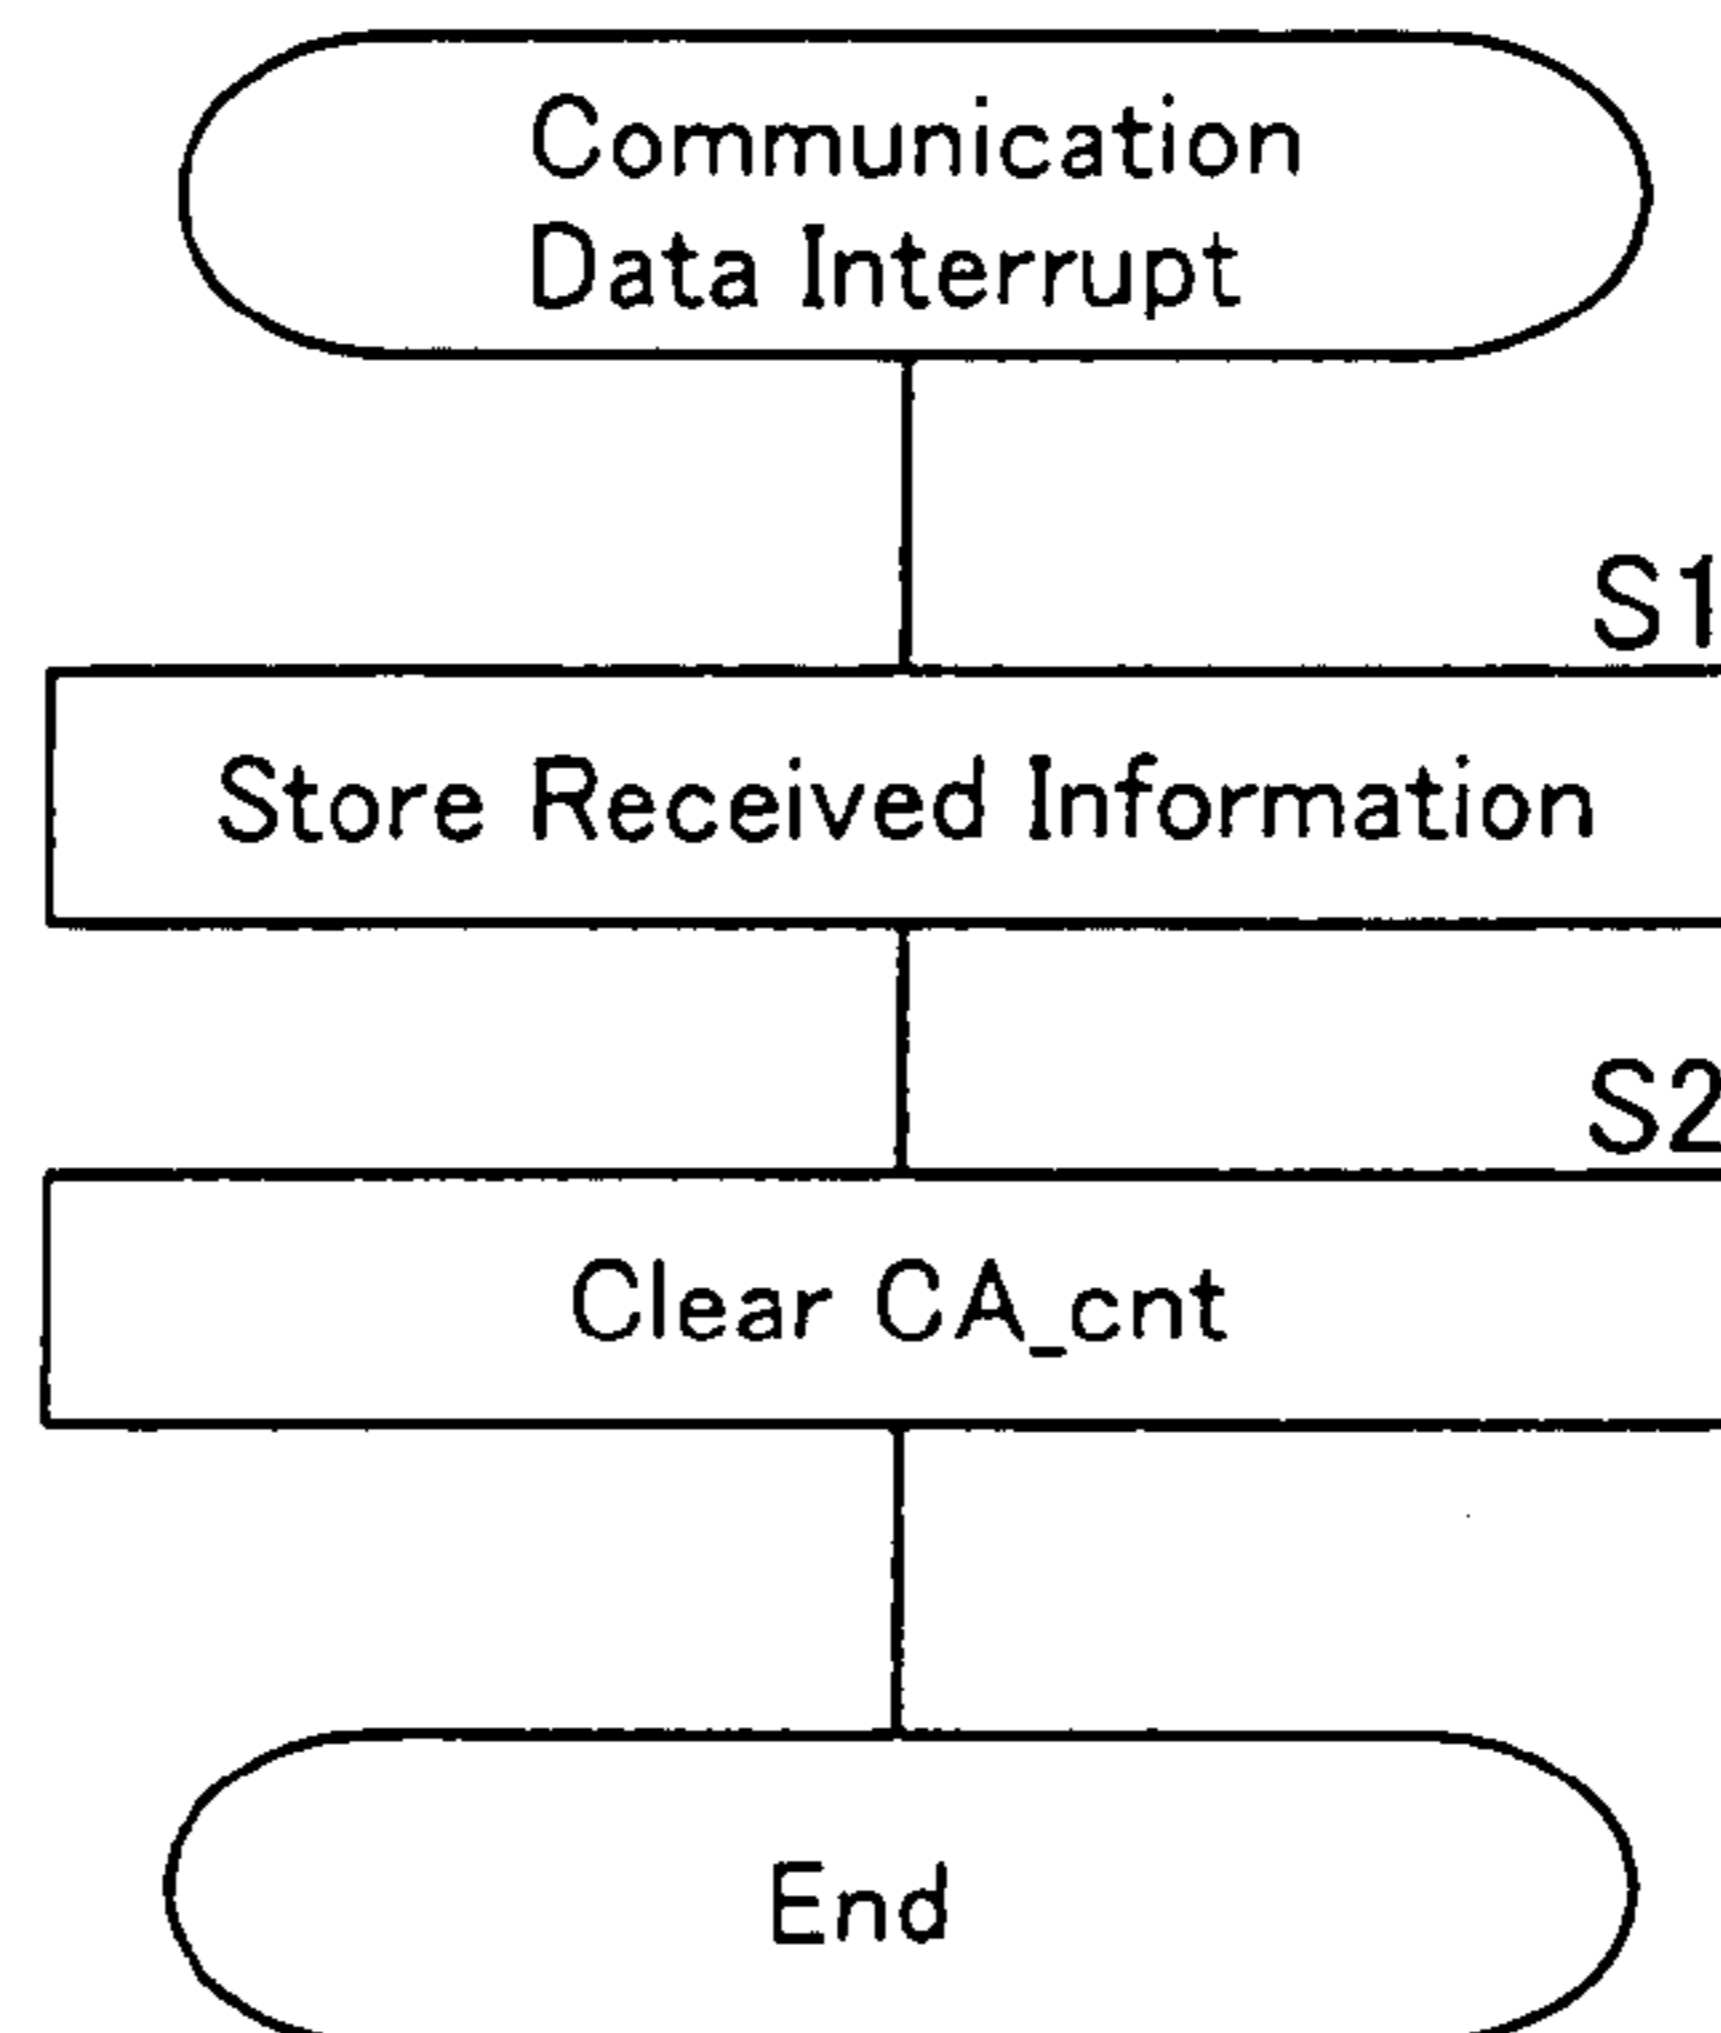 Communication
Data Interrupt
S1
Store Received Information
S2
Clear CA_cnt
End